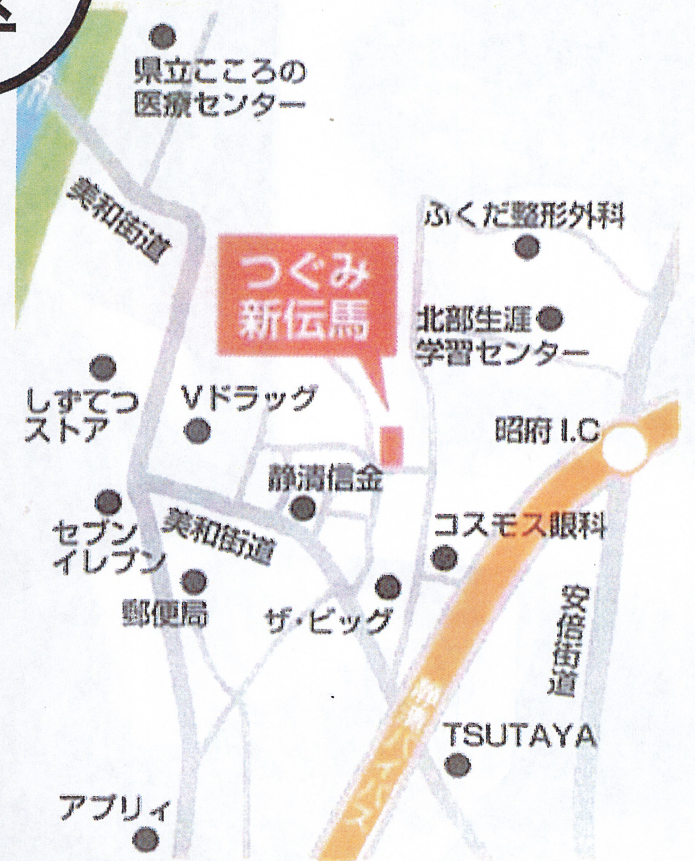 県立こころの
医療センター
美和街道
ふくだ整形外科
つぐみ
新伝馬
北部生涯
学習センター
しずてつ
ストア
Vドラッグ
昭府 I.C
静清信金
セブン
イレブン
美和街道
コスモス眼科
郵便局
ザ・ビッグ
安倍街道
静清バイパス
TSUTAYA
アブリィ